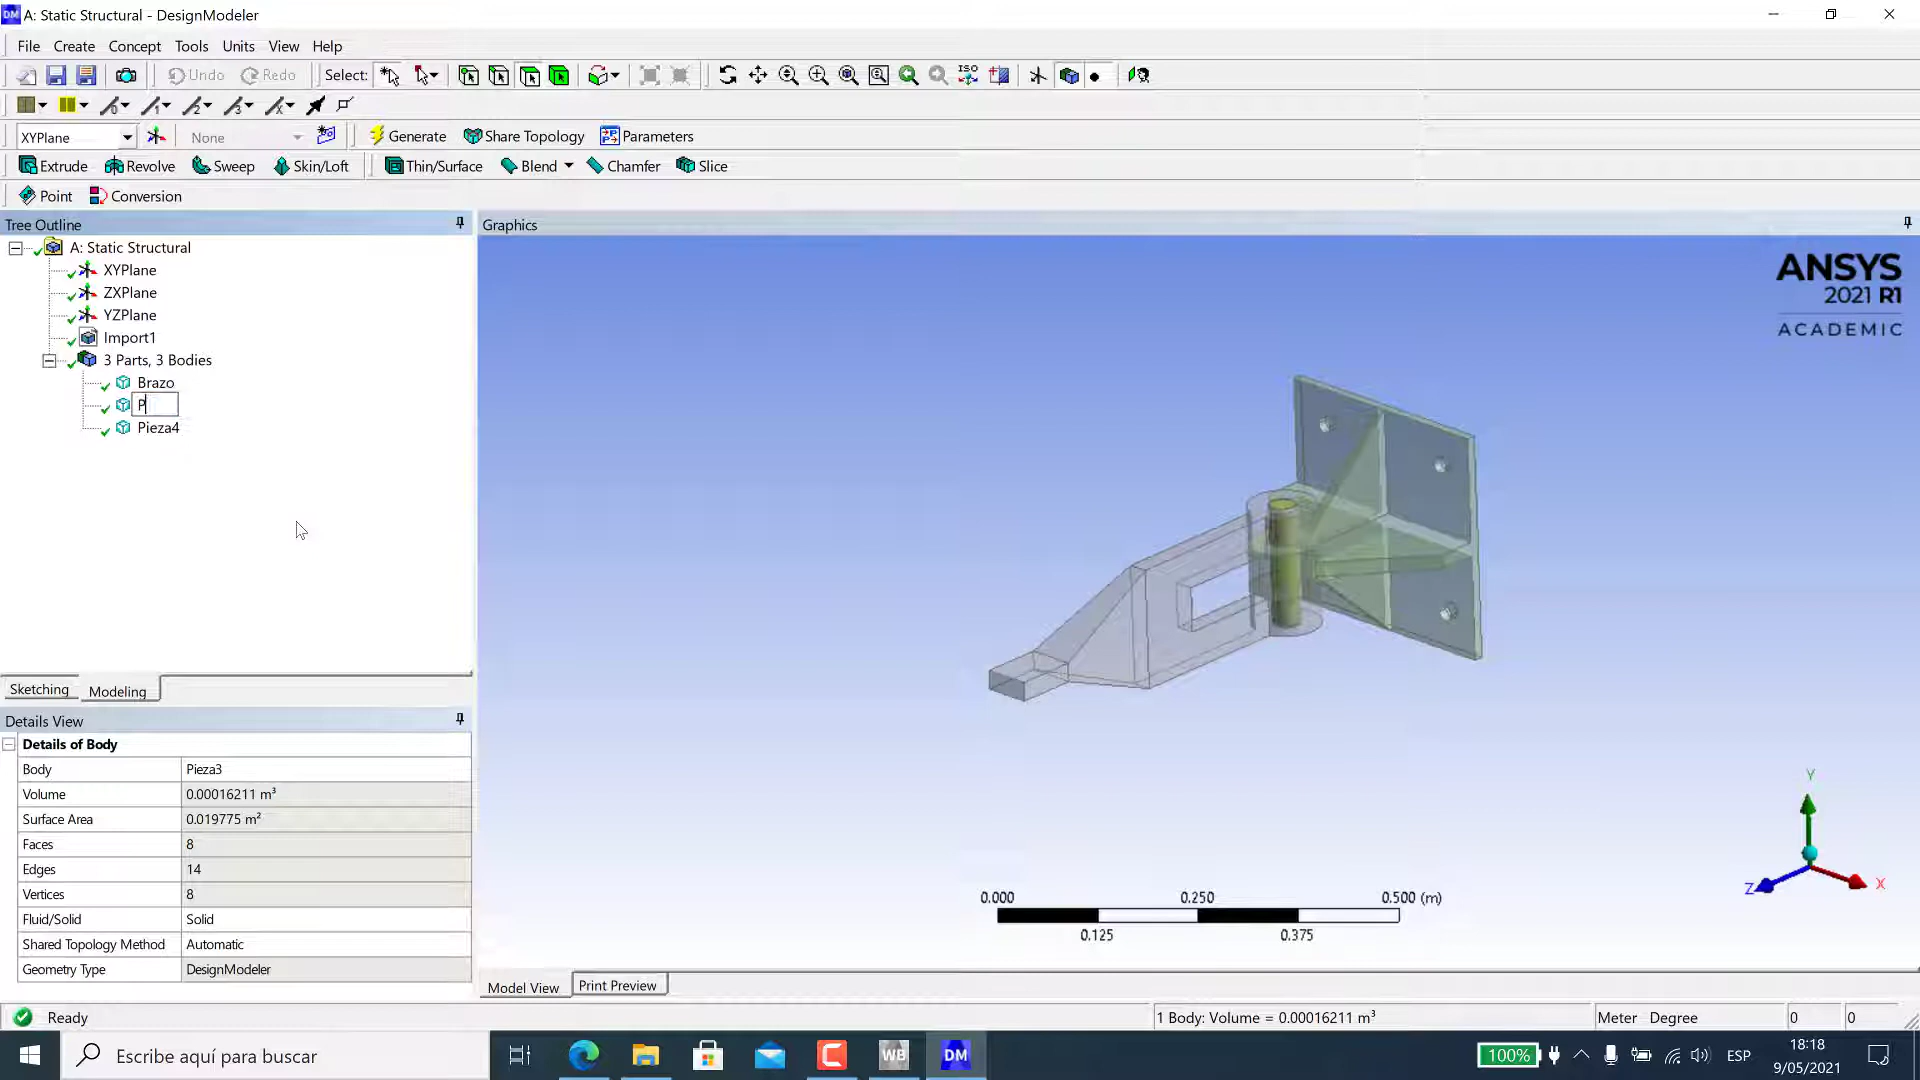 A: Static Structural - DesignModeler
File Create Concept Tools Units View Help
Undo Redo Select: ISO
XYPlane None Generate Share Topology Parameters
Extrude Revolve Sweep Skin/Loft Thin/Surface Blend Chamfer Slice
Point Conversion
Tree Outline
A: Static Structural
XYPlane
ZXPlane
YZPlane
Import1
3 Parts, 3 Bodies
Brazo
P
Pieza4
Sketching Modeling
Details View
Details of Body
Body Pieza3
Volume 0.00016211 m³
Surface Area 0.019775 m²
Faces 8
Edges 14
Vertices 8
Fluid/Solid Solid
Shared Topology Method Automatic
Geometry Type DesignModeler
Graphics
ANSYS
2021 R1
ACADEMIC
Y
Z
X
0.000 0.250 0.500 (m)
0.125 0.375
Model View Print Preview
Ready
1 Body: Volume = 0.00016211 m³
Meter Degree 0 0
Escribe aquí para buscar
WB
DM
100%
ESP
18:18
9/05/2021